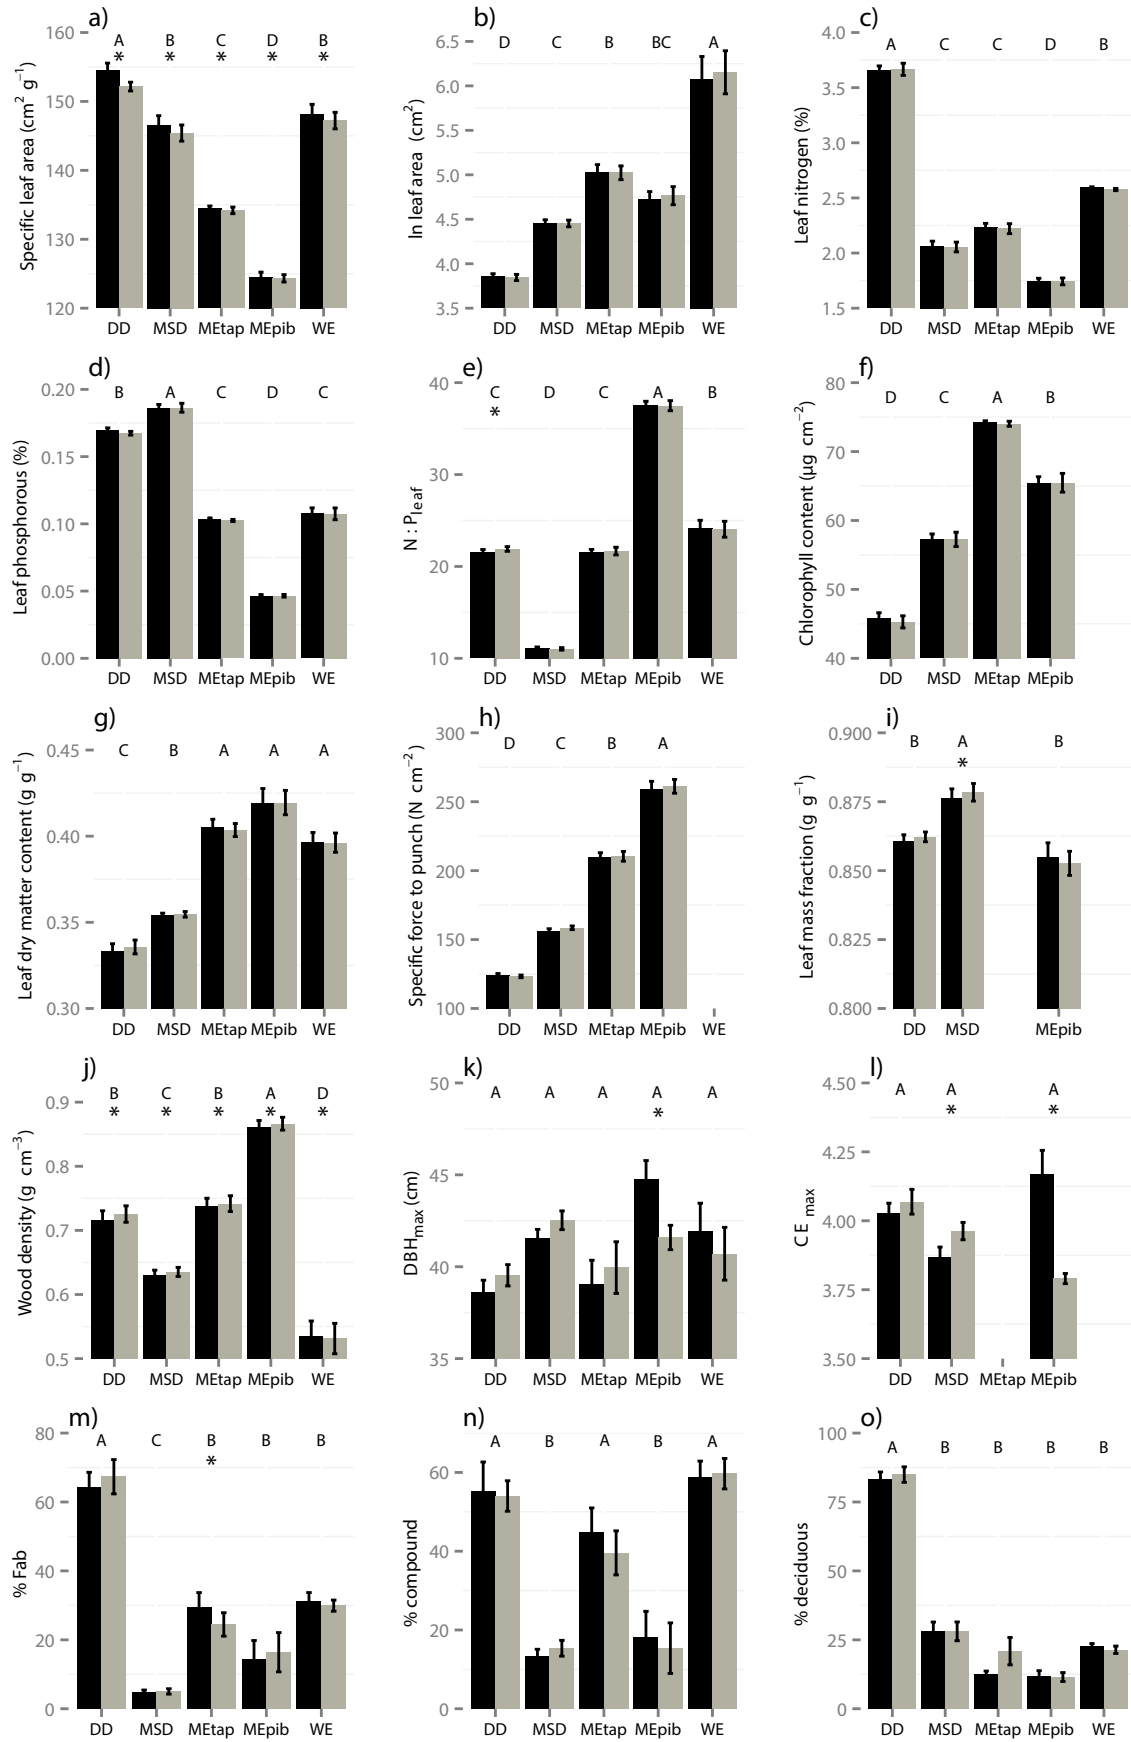 a)
Specific leaf area (cm² g⁻¹)
160
150
140
130
120
A B C D B
* * * * *
DD MSD MEtap MEpib WE
b)
ln leaf area (cm²)
6.5
6.0
5.5
5.0
4.5
4.0
3.5
D C B BC A
DD MSD MEtap MEpib WE
c)
Leaf nitrogen (%)
4.0
3.5
3.0
2.5
2.0
1.5
A C C D B
DD MSD MEtap MEpib WE
d)
Leaf phosphorous (%)
0.20
0.15
0.10
0.05
0.00
B A C D C
DD MSD MEtap MEpib WE
e)
N : Pleaf
40
30
20
10
C D C A B
*
DD MSD MEtap MEpib WE
f)
Chlorophyll content (µg cm⁻²)
80
70
60
50
40
D C A B
DD MSD MEtap MEpib
g)
Leaf dry matter content (g g⁻¹)
0.45
0.40
0.35
0.30
C B A A A
DD MSD MEtap MEpib WE
h)
Specific force to punch (N cm⁻²)
300
250
200
150
100
D C B A
DD MSD MEtap MEpib WE
i)
Leaf mass fraction (g g⁻¹)
0.900
0.875
0.850
0.825
0.800
B A B
*
DD MSD MEpib
j)
Wood density (g cm⁻³)
0.9
0.8
0.7
0.6
0.5
B C B A D
* * * * *
DD MSD MEtap MEpib WE
k)
DBHmax (cm)
50
45
40
35
A A A A A
*
DD MSD MEtap MEpib WE
l)
CE max
4.50
4.25
4.00
3.75
3.50
A A A
* *
DD MSD MEtap MEpib
m)
% Fab
80
60
40
20
0
A C B B B
*
DD MSD MEtap MEpib WE
n)
% compound
60
40
20
0
A B A B A
DD MSD MEtap MEpib WE
o)
% deciduous
100
75
50
25
0
A B B B B
DD MSD MEtap MEpib WE